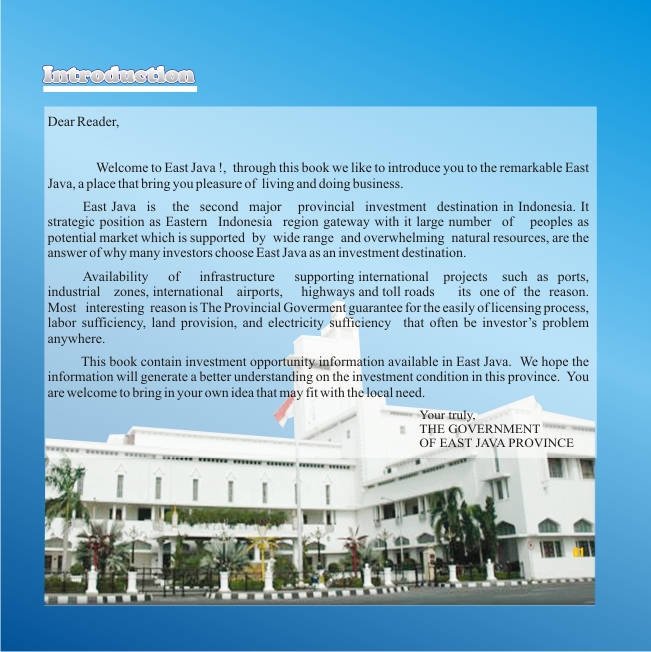 Introduction
Dear Reader,
Welcome to East Java !, through this book we like to introduce you to the remarkable East
Java, a place that bring you pleasure of living and doing business.
East Java is the second major provincial investment destination in Indonesia. It
strategic position as Eastern Indonesia region gateway with it large number of peoples as
potential market which is supported by wide range and overwhelming natural resources, are the
answer of why many investors choose East Java as an investment destination.
Availability of infrastructure supporting international projects such as ports,
industrial zones, international airports, highways and toll roads its one of the reason.
Most interesting reason is The Provincial Goverment guarantee for the easily of licensing process,
labor sufficiency, land provision, and electricity sufficiency that often be investor's problem
anywhere.
This book contain investment opportunity information available in East Java. We hope the
information will generate a better understanding on the investment condition in this province. You
are welcome to bring in your own idea that may fit with the local need.
Your truly,
THE GOVERNMENT
OF EAST JAVA PROVINCE